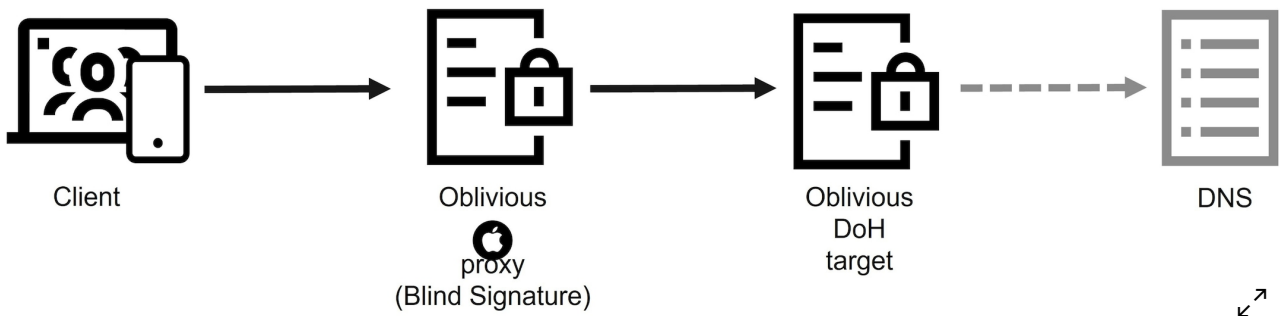 Client
Oblivious
proxy
(Blind Signature)
Oblivious
DoH
target
DNS